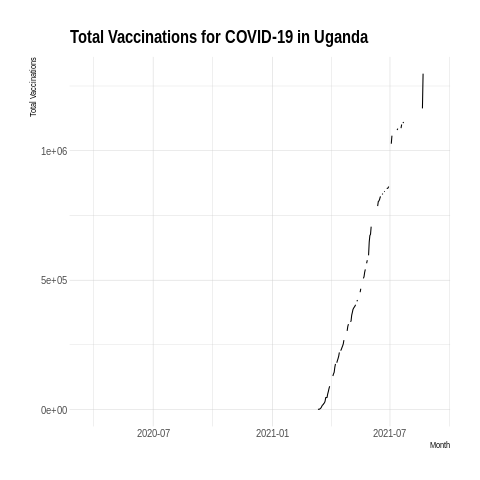 Total Vaccinations for COVID-19 in Uganda
Total Vaccinations
1e+06
5e+05
0e+00
2020-07
2021-01
2021-07
Month